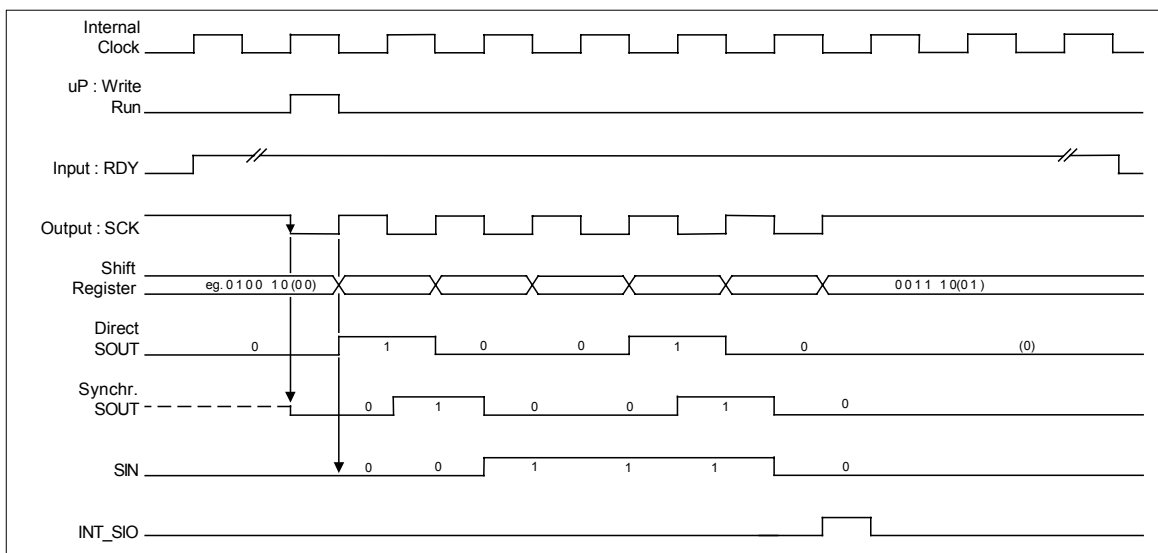 Internal
Clock
uP : Write
Run
Input : RDY
Output : SCK
Shift
Register
eg. 0 1 0 0 1 0 (0 0)
0 0 1 1 1 0 (0 1)
Direct
SOUT
0 1 0 0 1 0 (0)
Synchr.
SOUT
0 1 0 0 1 0
SIN
0 0 1 1 1 0
INT_SIO